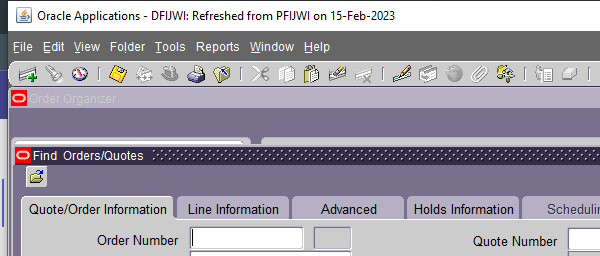 Oracle Applications - DFIJWI: Refreshed from PFIJWI on 15-Feb-2023
File Edit View Folder Tools Reports Window Help
Order Organizer
Find Orders/Quotes
Quote/Order Information Line Information Advanced Holds Information
Order Number Quote Number